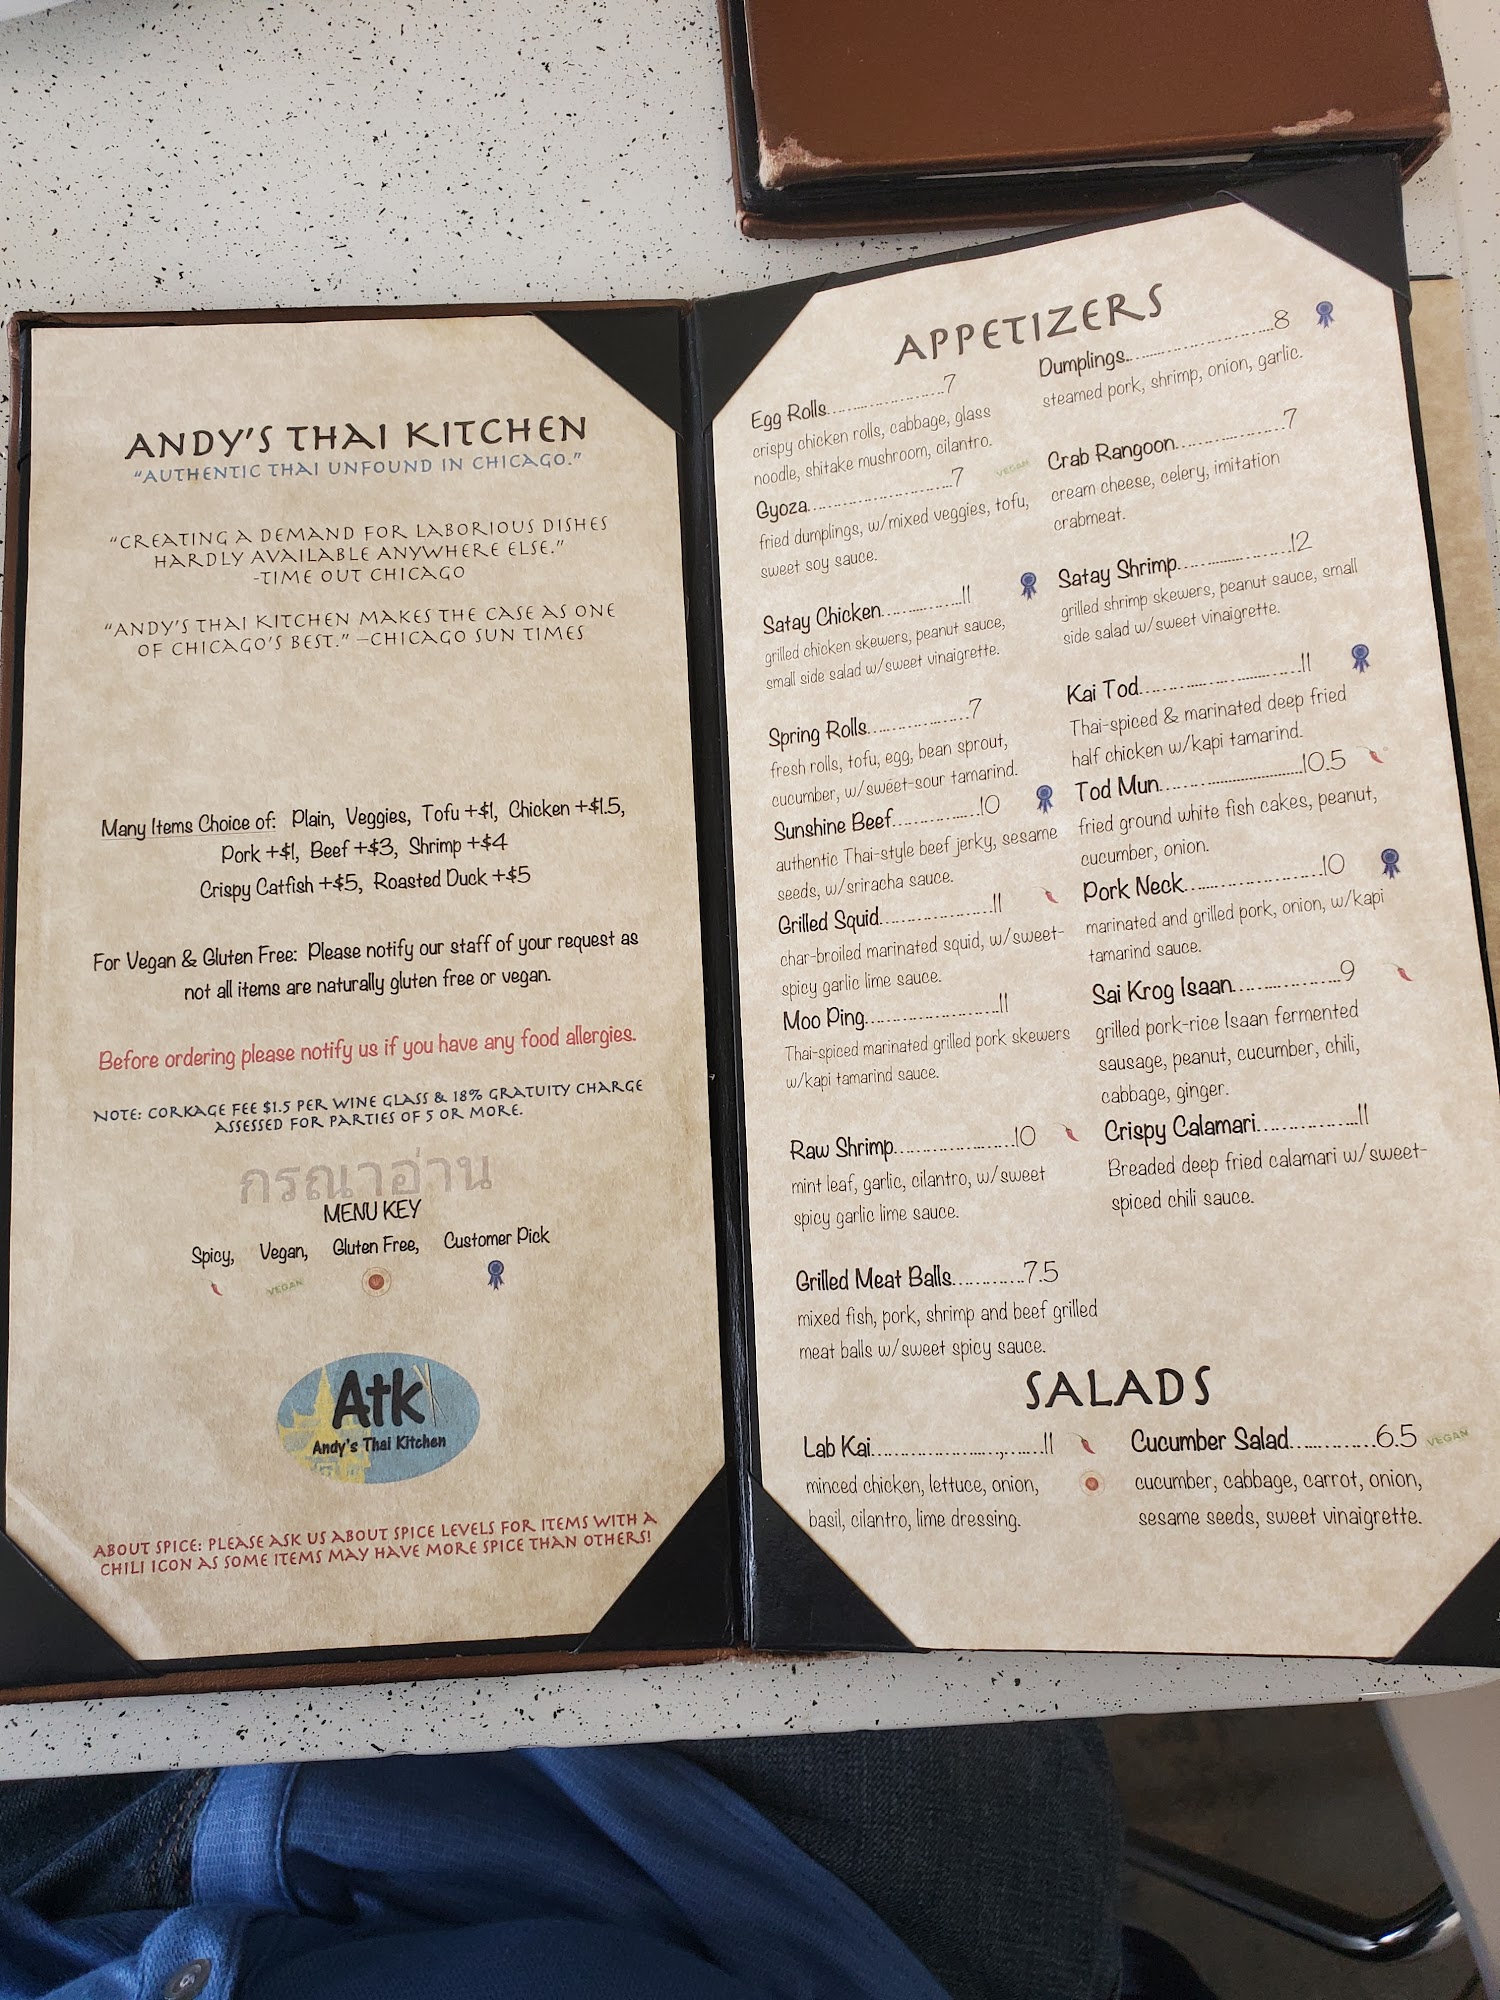 ANDY'S THAI KITCHEN
"AUTHENTIC THAI UNFOUND IN CHICAGO."
"CREATING A DEMAND FOR LABORIOUS DISHES
HARDLY AVAILABLE ANYWHERE ELSE."
-TIME OUT CHICAGO
"ANDY'S THAI KITCHEN MAKES THE CASE AS ONE
OF CHICAGO'S BEST." –CHICAGO SUN TIMES
Many Items Choice of: Plain, Veggies, Tofu +$1, Chicken +$1.5,
Pork +$1, Beef +$3, Shrimp +$4
Crispy Catfish +$5, Roasted Duck +$5
For Vegan & Gluten Free: Please notify our staff of your request as
not all items are naturally gluten free or vegan.
Before ordering please notify us if you have any food allergies.
NOTE: CORKAGE FEE $1.5 PER WINE GLASS & 18% GRATUITY CHARGE
ASSESSED FOR PARTIES OF 5 OR MORE.
กรณาอ่าน
MENU KEY
Spicy, Vegan, Gluten Free, Customer Pick
VEGAN
Atk
Andy's Thai Kitchen
ABOUT SPICE: PLEASE ASK US ABOUT SPICE LEVELS FOR ITEMS WITH A
CHILI ICON AS SOME ITEMS MAY HAVE MORE SPICE THAN OTHERS!
APPETIZERS
Egg Rolls.........................7
crispy chicken rolls, cabbage, glass
noodle, shitake mushroom, cilantro.
Gyoza..............................7 VEGAN
fried dumplings, w/mixed veggies, tofu,
sweet soy sauce.
Satay Chicken.................11
grilled chicken skewers, peanut sauce,
small side salad w/sweet vinaigrette.
Spring Rolls.....................7
fresh rolls, tofu, egg, bean sprout,
cucumber, w/sweet-sour tamarind.
Sunshine Beef.................10
authentic Thai-style beef jerky, sesame
seeds, w/sriracha sauce.
Grilled Squid.......................11
char-broiled marinated squid, w/sweet-
spicy garlic lime sauce.
Moo Ping...........................11
Thai-spiced marinated grilled pork skewers
w/kapi tamarind sauce.
Raw Shrimp.......................10
mint leaf, garlic, cilantro, w/sweet
spicy garlic lime sauce.
Grilled Meat Balls..............7.5
mixed fish, pork, shrimp and beef grilled
meat balls w/sweet spicy sauce.
Dumplings...........................8
steamed pork, shrimp, onion, garlic.
Crab Rangoon.....................7
cream cheese, celery, imitation
crabmeat.
Satay Shrimp.....................12
grilled shrimp skewers, peanut sauce, small
side salad w/sweet vinaigrette.
Kai Tod..............................11
Thai-spiced & marinated deep fried
half chicken w/kapi tamarind.
Tod Mun.............................10.5
fried ground white fish cakes, peanut,
cucumber, onion.
Pork Neck..........................10
marinated and grilled pork, onion, w/kapi
tamarind sauce.
Sai Krog Isaan....................9
grilled pork-rice Isaan fermented
sausage, peanut, cucumber, chili,
cabbage, ginger.
Crispy Calamari..................11
Breaded deep fried calamari w/sweet-
spiced chili sauce.
SALADS
Lab Kai............................11
minced chicken, lettuce, onion,
basil, cilantro, lime dressing.
Cucumber Salad...............6.5 VEGAN
cucumber, cabbage, carrot, onion,
sesame seeds, sweet vinaigrette.